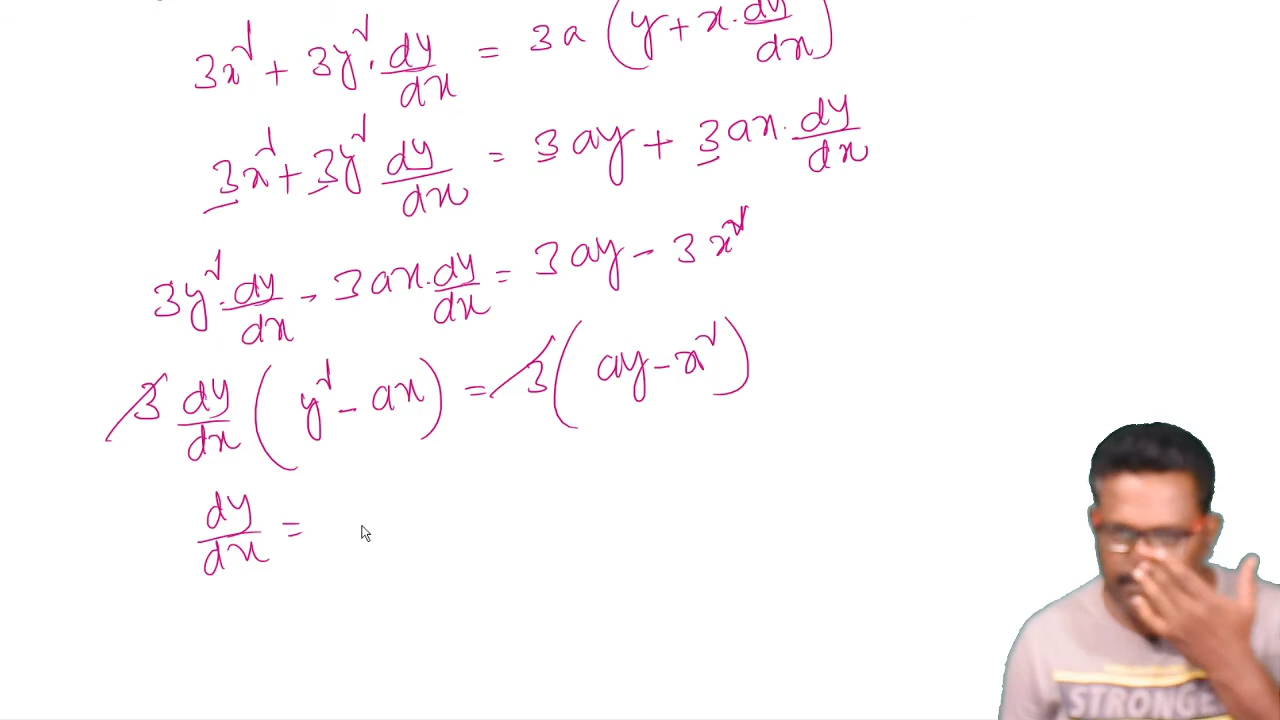 3x² + 3y² · dy/dx = 3a (y + x · dy/dx)
3x² + 3y² dy/dx = 3ay + 3ax · dy/dx
3y² · dy/dx - 3ax · dy/dx = 3ay - 3x²
3 dy/dx (y² - ax) = 3 (ay - x²)
dy/dx =
STRONGE